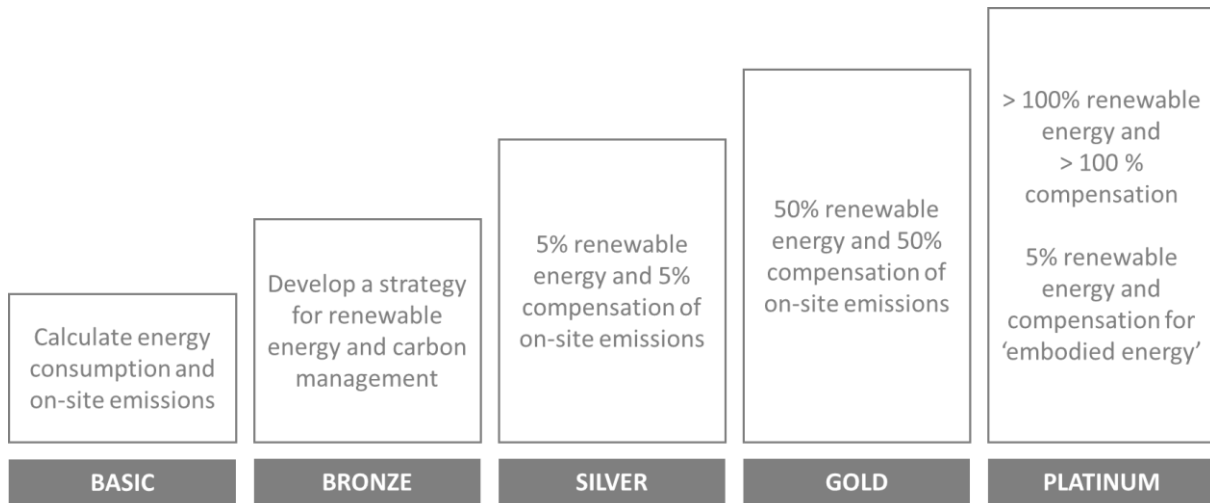 Calculate energy
consumption and
on-site emissions
BASIC
Develop a strategy
for renewable
energy and carbon
management
BRONZE
5% renewable
energy and 5%
compensation of
on-site emissions
SILVER
50% renewable
energy and 50%
compensation of
on-site emissions
GOLD
> 100% renewable
energy and
> 100 %
compensation
5% renewable
energy and
compensation for
‘embodied energy’
PLATINUM